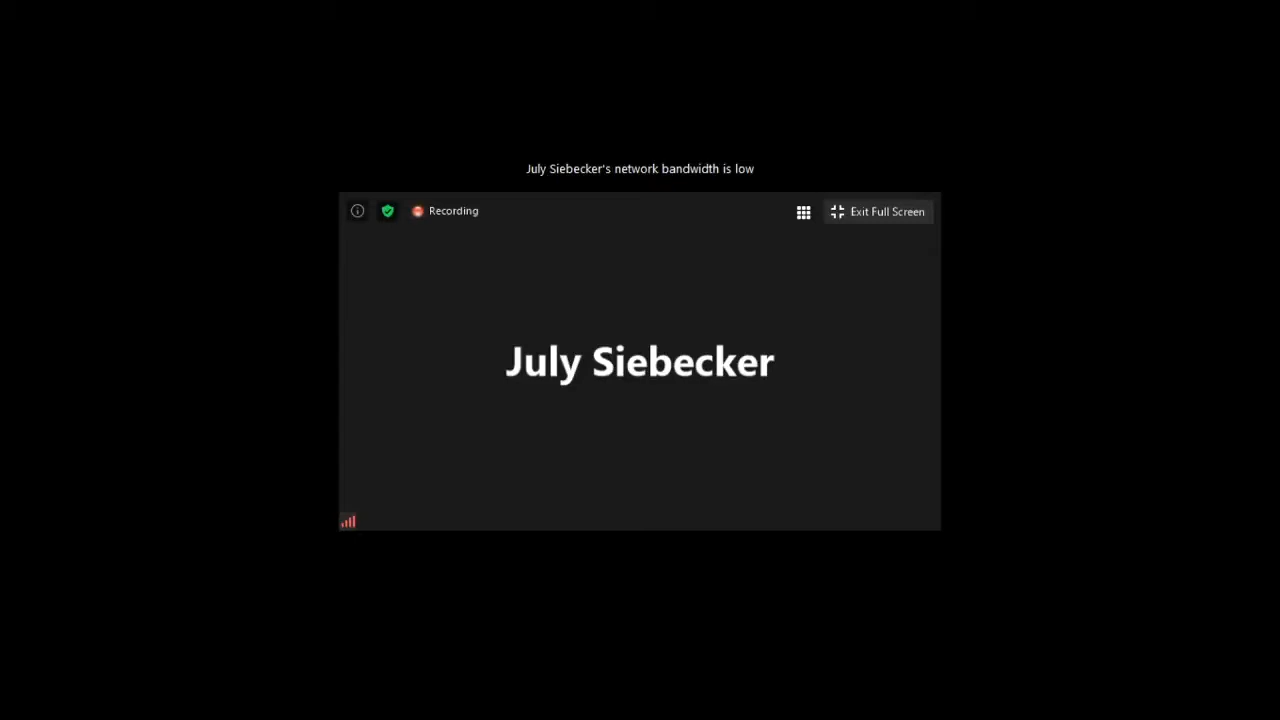 July Siebecker's network bandwidth is low
Recording
Exit Full Screen
July Siebecker